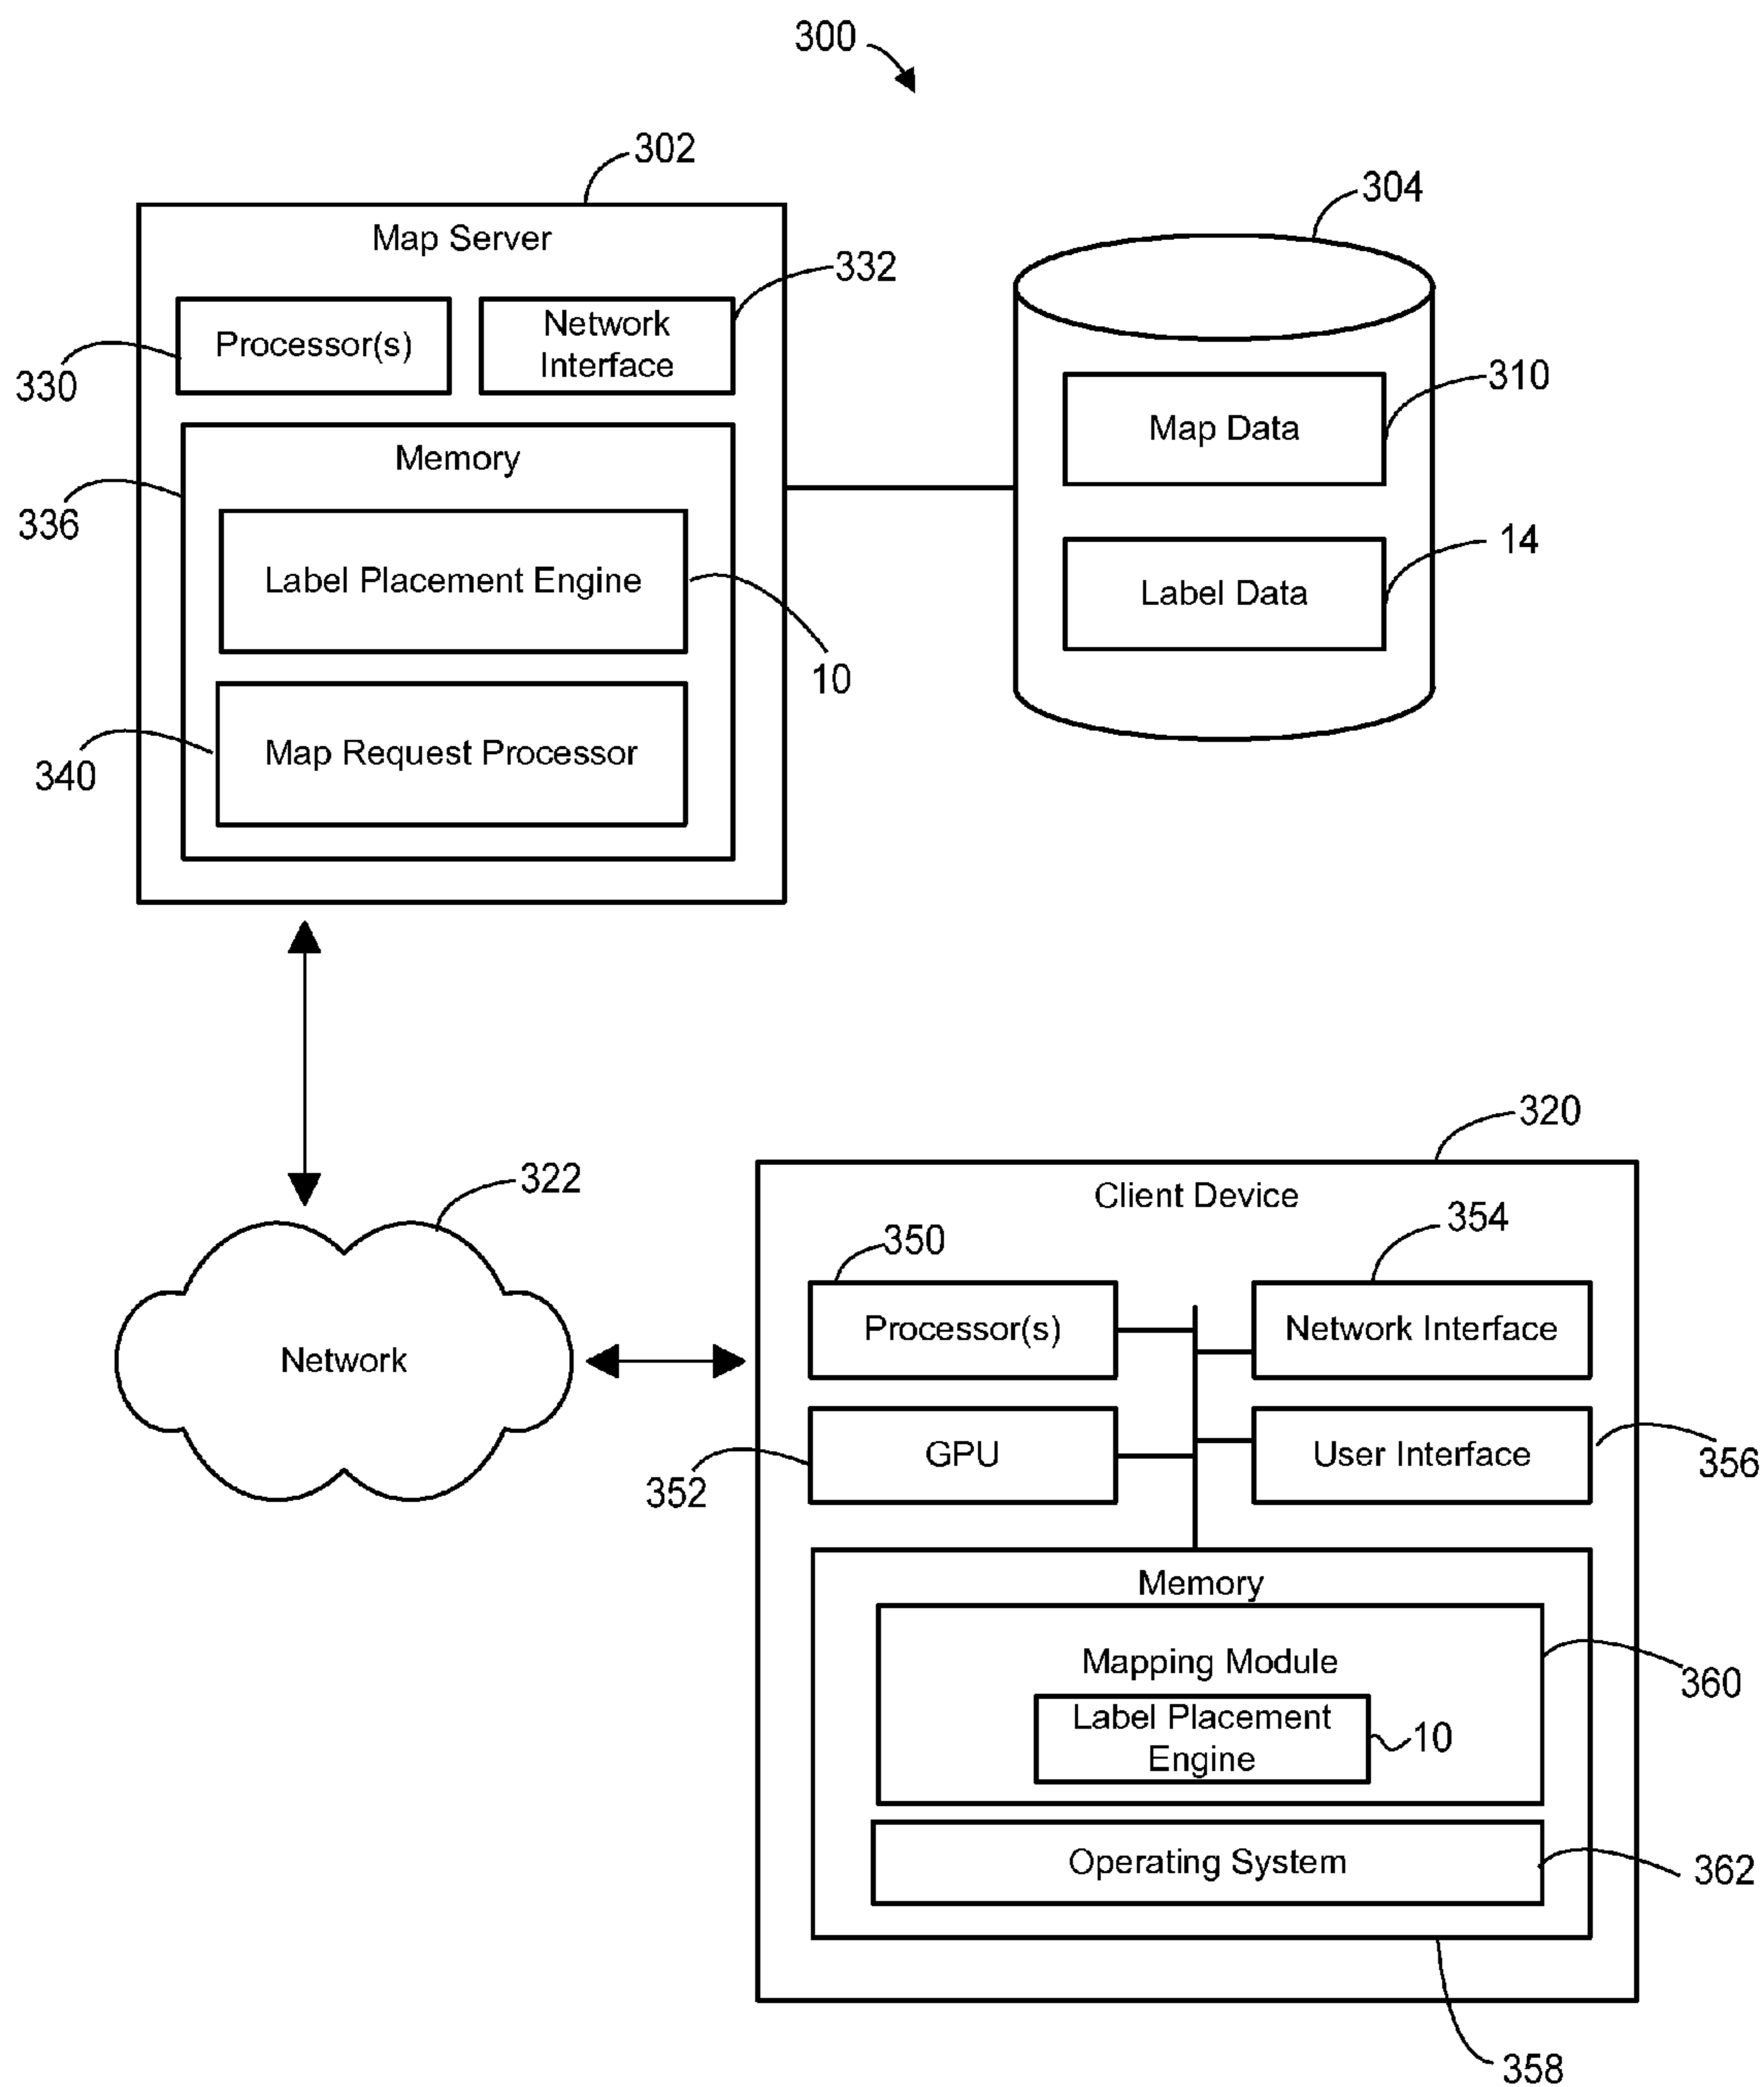 300
302
Map Server
304
332
Processor(s)
Network
Interface
330
310
Map Data
Memory
336
14
Label Placement Engine
Label Data
10
Map Request Processor
340
320
322
Client Device
350
354
Processor(s)
Network Interface
Network
GPU
User Interface
352
356
Memory
Mapping Module
360
Label Placement
Engine
10
Operating System
362
358